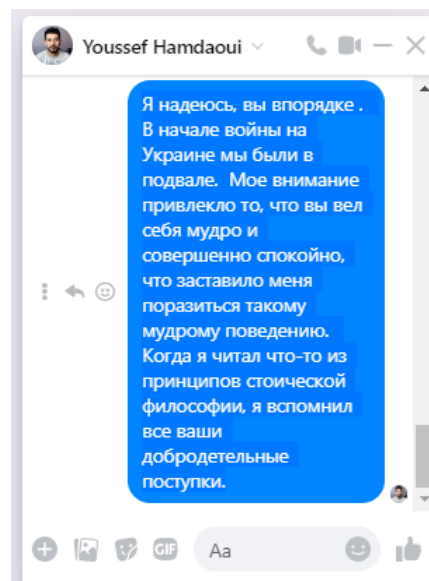 Youssef Hamdaoui
Я надеюсь, вы впорядке .
В начале войны на
Украине мы были в
подвале. Мое внимание
привлекло то, что вы вел
себя мудро и
совершенно спокойно,
что заставило меня
поразиться такому
мудрому поведению.
Когда я читал что-то из
принципов стоической
философии, я вспомнил
все ваши
добродетельные
поступки.
GIF
Aa